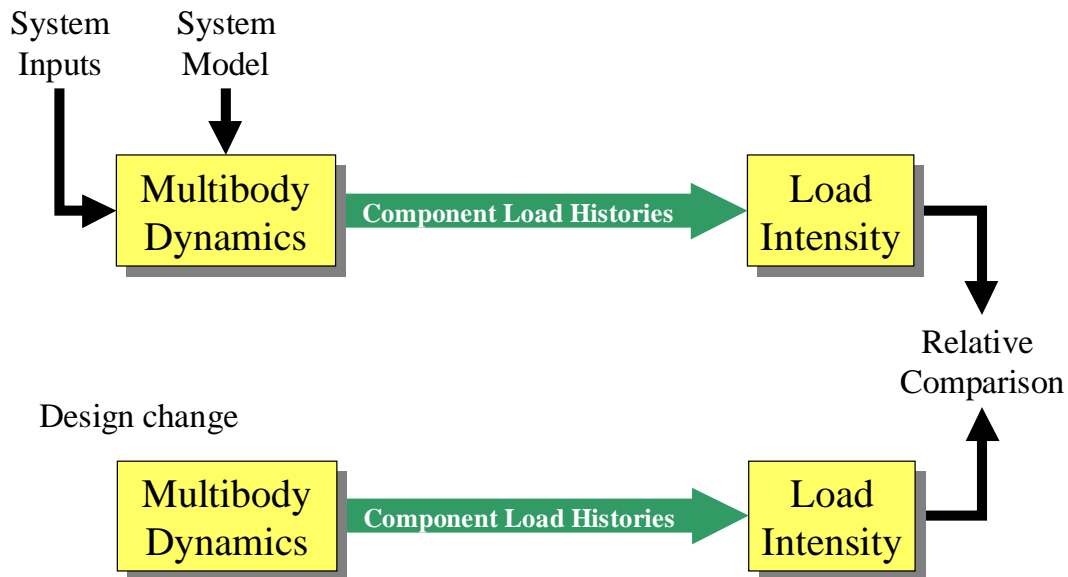 System
Inputs
System
Model
Multibody
Dynamics
Component Load Histories
Load
Intensity
Relative
Comparison
Design change
Multibody
Dynamics
Component Load Histories
Load
Intensity